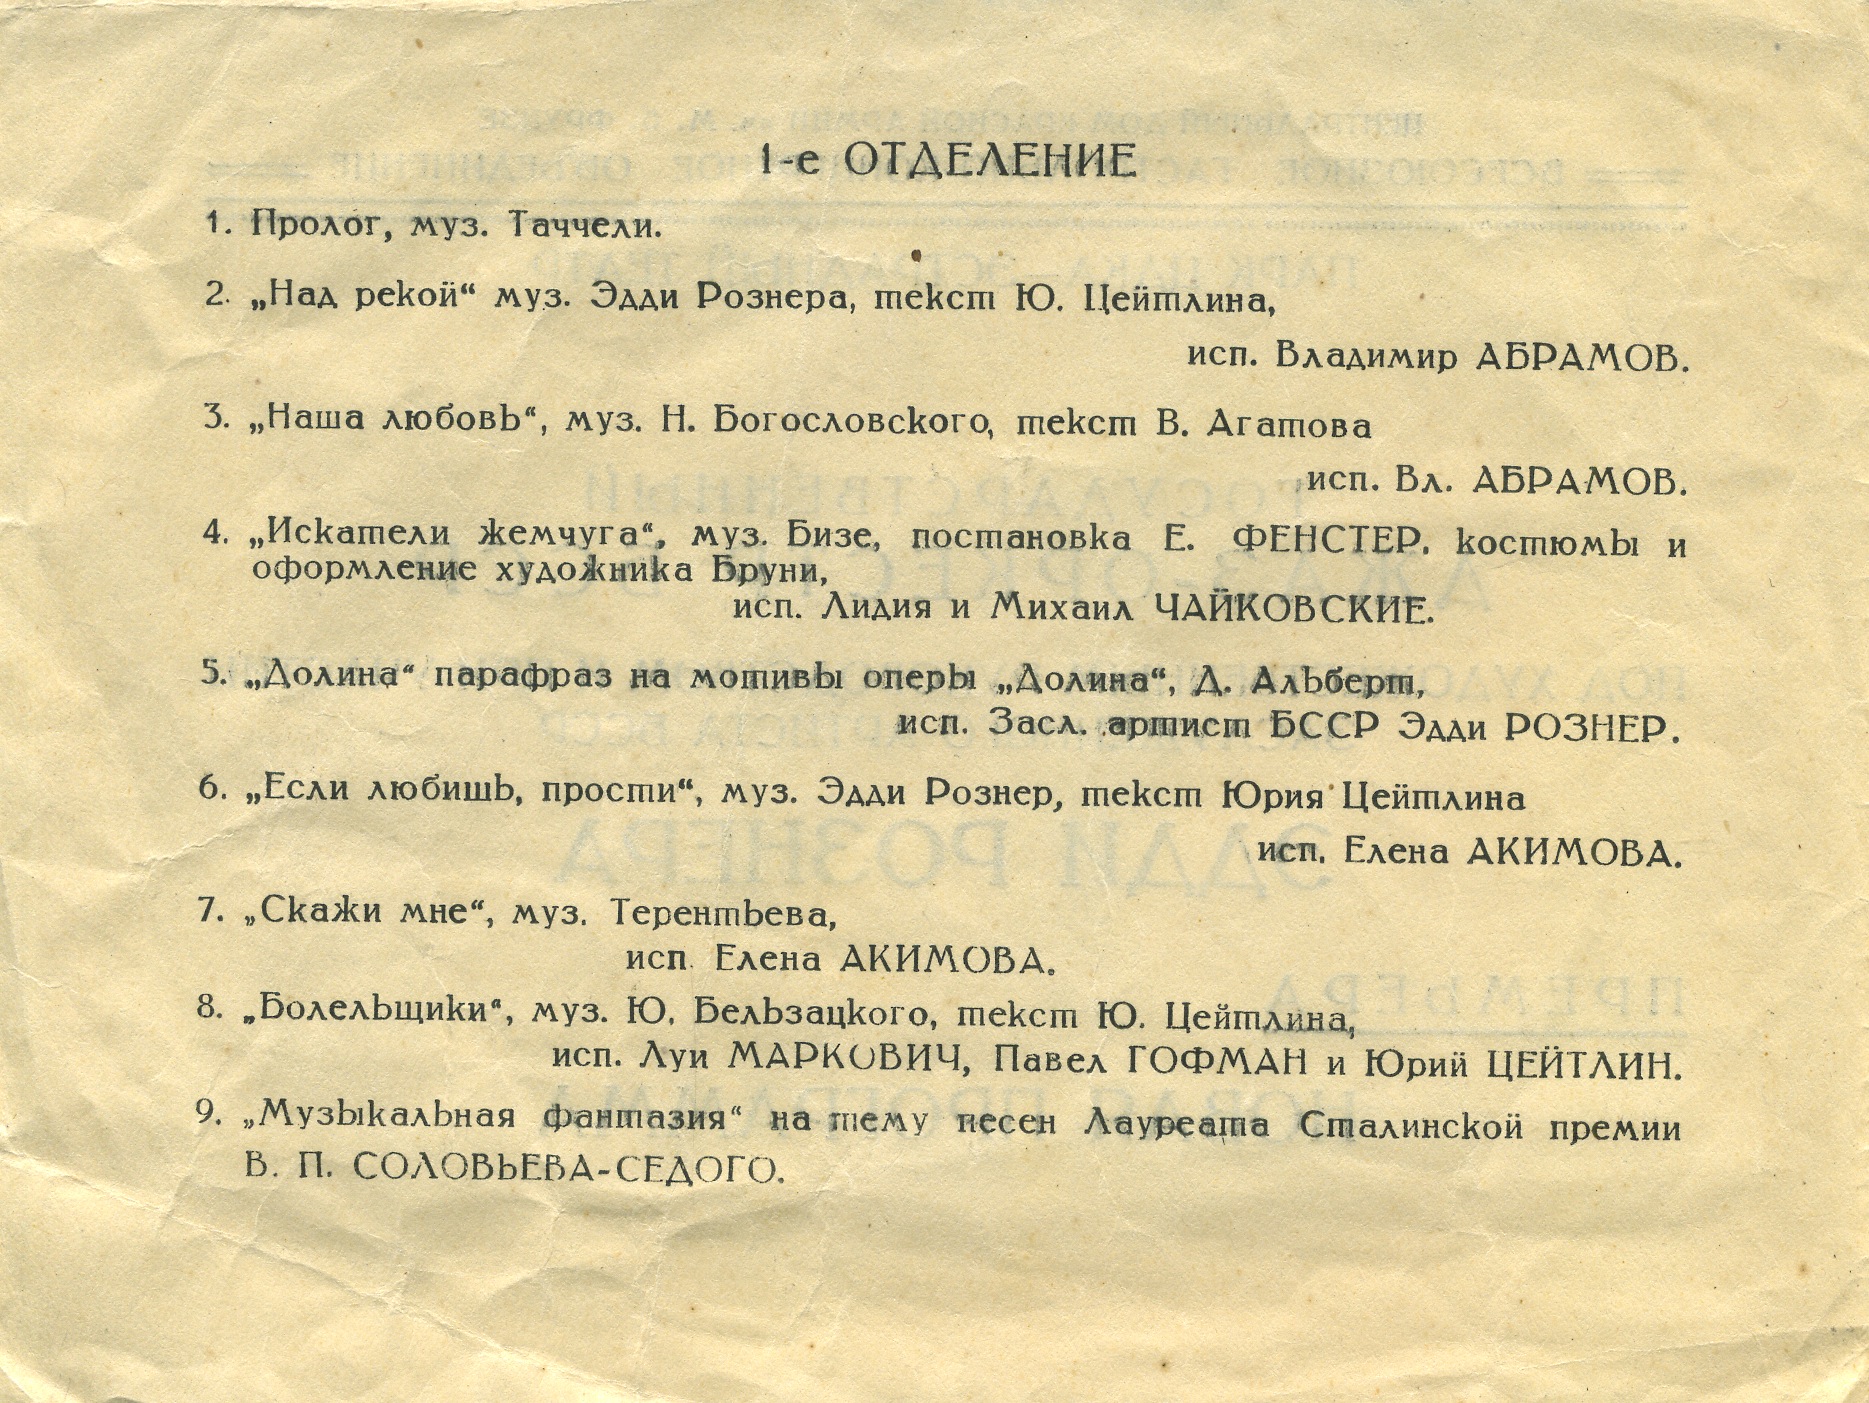 1-е ОТДЕЛЕНИЕ
1. Пролог, муз. Таччели.
2. „Над рекой“ муз. Эдди Рознера, текст Ю. Цейтлина,
исп. Владимир АБРАМОВ.
3. „Наша любовь“, муз. Н. Богословского, текст В. Агатова
исп. Вл. АБРАМОВ.
4. „Искатели жемчуга“, муз. Бизе, постановка Е. ФЕНСТЕР, костюмы и
оформление художника Бруни,
исп. Лидия и Михаил ЧАЙКОВСКИЕ.
5. „Долина“ парафраз на мотивы оперы „Долина“, Д. Альберт,
исп. Засл. артист БССР Эдди РОЗНЕР.
6. „Если любишь, прости“, муз. Эдди Рознер, текст Юрия Цейтлина
исп. Елена АКИМОВА.
7. „Скажи мне“, муз. Терентьева,
исп. Елена АКИМОВА.
8. „Болельщики“, муз. Ю. Бельзацкого, текст Ю. Цейтлина,
исп. Луи МАРКОВИЧ, Павел ГОФМАН и Юрий ЦЕЙТЛИН.
9. „Музыкальная фантазия“ на тему песен Лауреата Сталинской премии
В. П. СОЛОВЬЕВА-СЕДОГО.